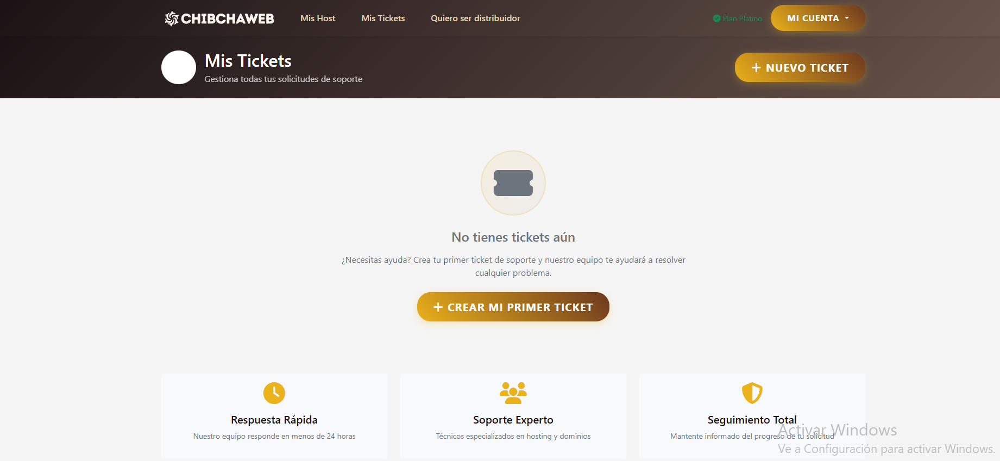 CHIBCHAWEB
Mis Host
Mis Tickets
Quiero ser distribuidor
Plan Platino
MI CUENTA
Mis Tickets
Gestiona todas tus solicitudes de soporte
NUEVO TICKET
No tienes tickets aún
¿Necesitas ayuda? Crea tu primer ticket de soporte y nuestro equipo te ayudará a resolver
cualquier problema.
CREAR MI PRIMER TICKET
Respuesta Rápida
Nuestro equipo responde en menos de 24 horas
Soporte Experto
Técnicos especializados en hosting y dominios
Seguimiento Total
Mantente informado del progreso de tu solicitud
Activar Windows
Ve a Configuración para activar Windows.